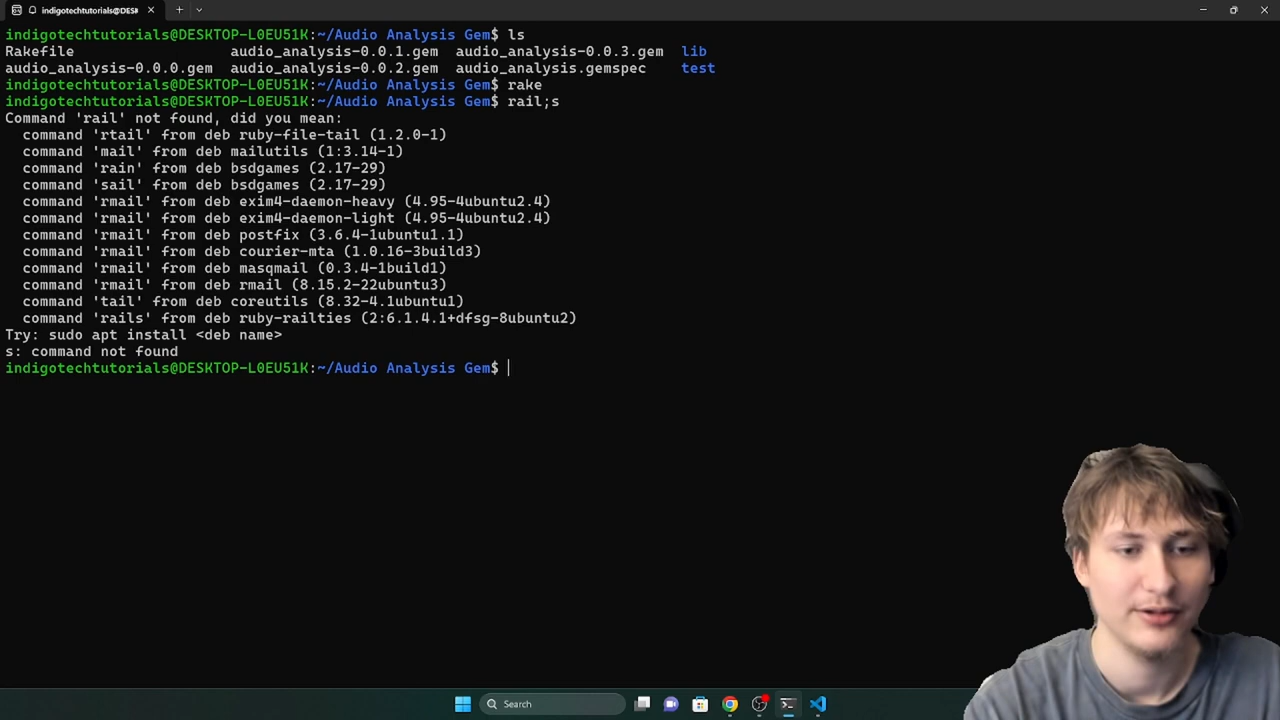 indigotechtutorials@DESK
indigotechtutorials@DESKTOP-L0EU51K:~/Audio Analysis Gem$ ls
Rakefile audio_analysis-0.0.1.gem audio_analysis-0.0.3.gem lib
audio_analysis-0.0.0.gem audio_analysis-0.0.2.gem audio_analysis.gemspec test
indigotechtutorials@DESKTOP-L0EU51K:~/Audio Analysis Gem$ rake
indigotechtutorials@DESKTOP-L0EU51K:~/Audio Analysis Gem$ rail;s
Command 'rail' not found, did you mean:
command 'rtail' from deb ruby-file-tail (1.2.0-1)
command 'mail' from deb mailutils (1:3.14-1)
command 'rain' from deb bsdgames (2.17-29)
command 'sail' from deb bsdgames (2.17-29)
command 'rmail' from deb exim4-daemon-heavy (4.95-4ubuntu2.4)
command 'rmail' from deb exim4-daemon-light (4.95-4ubuntu2.4)
command 'rmail' from deb postfix (3.6.4-1ubuntu1.1)
command 'rmail' from deb courier-mta (1.0.16-3build3)
command 'rmail' from deb masqmail (0.3.4-1build1)
command 'rmail' from deb rmail (8.15.2-22ubuntu3)
command 'tail' from deb coreutils (8.32-4.1ubuntu1)
command 'rails' from deb ruby-railties (2:6.1.4.1+dfsg-8ubuntu2)
Try: sudo apt install <deb name>
s: command not found
indigotechtutorials@DESKTOP-L0EU51K:~/Audio Analysis Gem$
Search